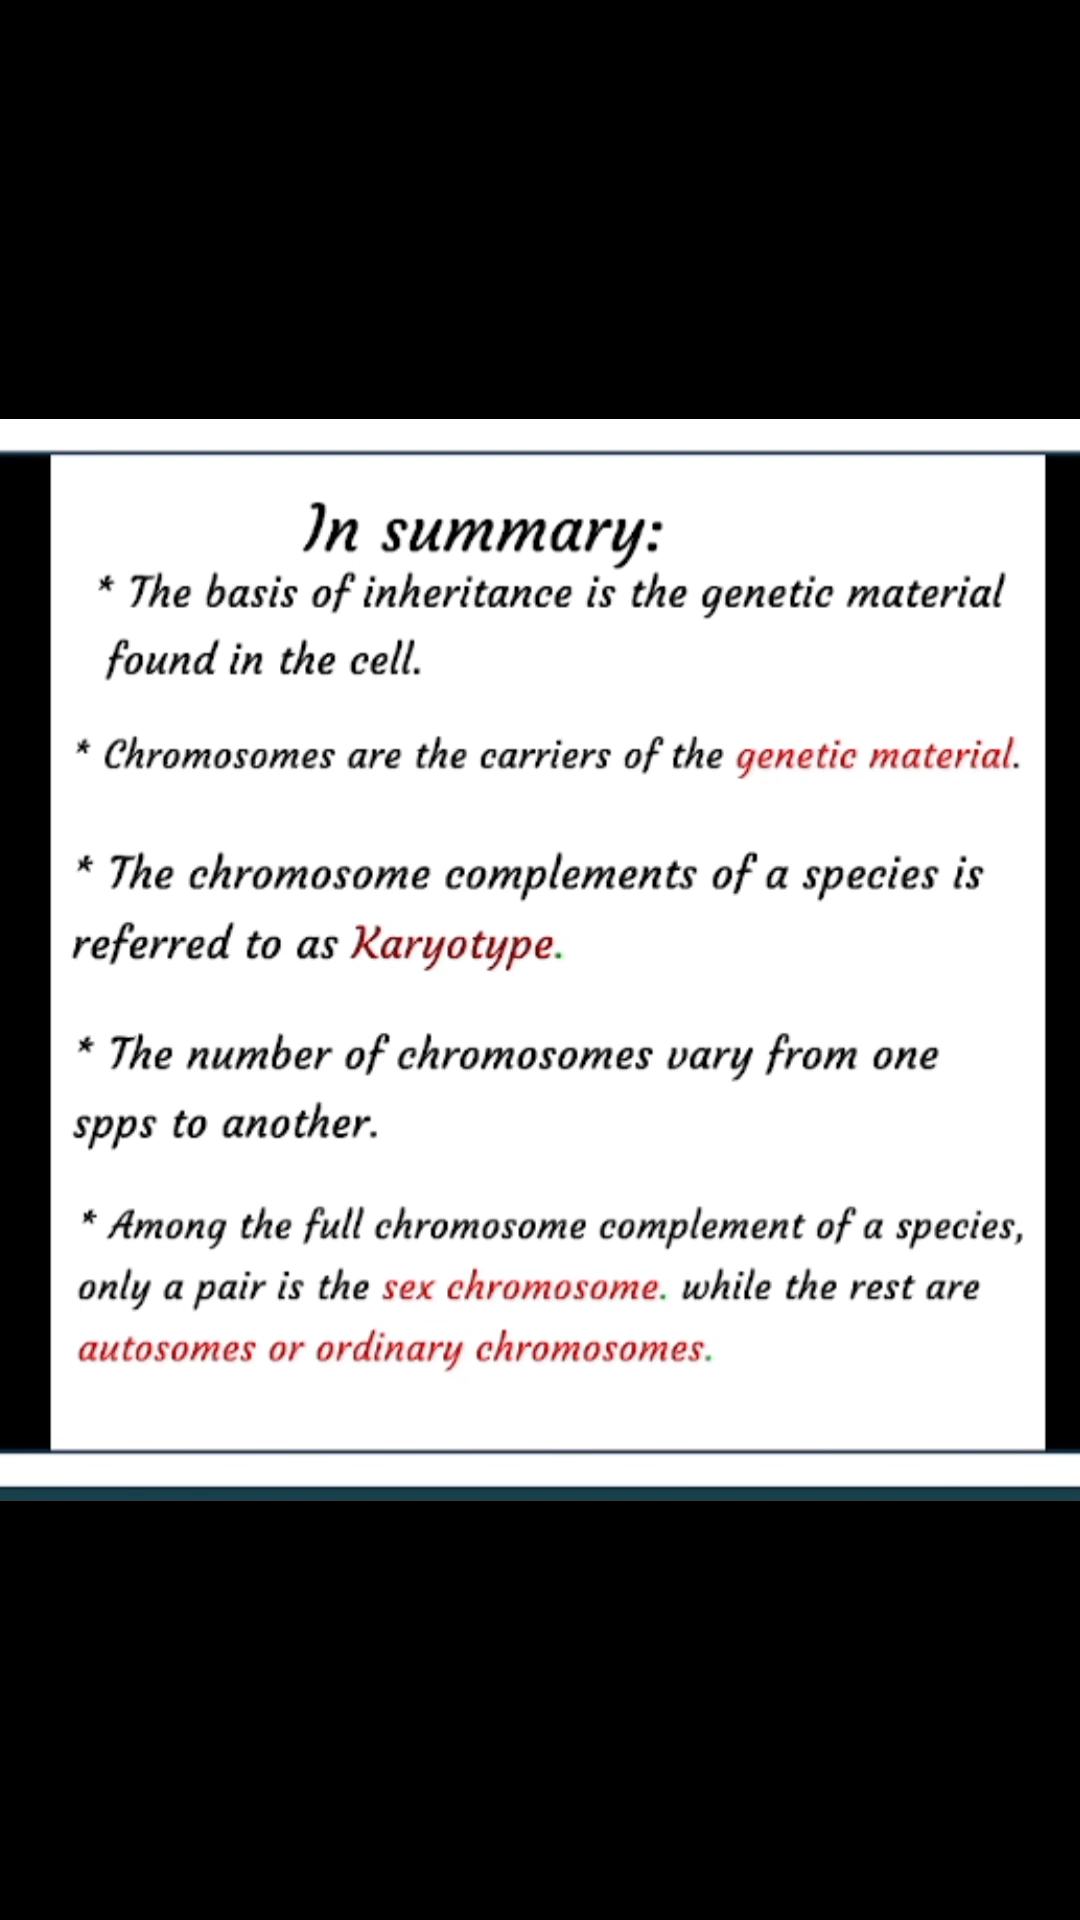 In summary:
* The basis of inheritance is the genetic material
found in the cell.
* Chromosomes are the carriers of the genetic material.
* The chromosome complements of a species is
referred to as Karyotype.
* The number of chromosomes vary from one
spps to another.
* Among the full chromosome complement of a species,
only a pair is the sex chromosome. while the rest are
autosomes or ordinary chromosomes.